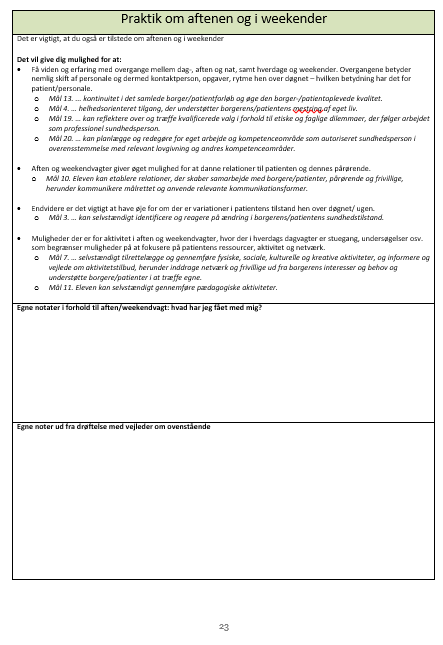 Praktik om aftenen og i weekender
Det er vigtigt, at du også er tilstede om aftenen og i weekender
Det vil give dig mulighed for at:
• Få viden og erfaring med overgange mellem dag-, aften og nat, samt hverdage og weekend. Overgangene betyder
nemlig skift af personale og dermed kontaktperson, opgaver, rytme hen over døgnet – hvilken betydning har det for
patient/personale.
o Mål 13. … kontinuitet i det samlede borger/patientforløb og øge den borger-/patientoplevede kvalitet.
o Mål 4. … helhedsorienteret tilgang, der understøtter borgerens/patientens mestring af eget liv.
o Mål 19. … kan reflektere over og træffe kvalificerede valg i forhold til etiske og faglige dilemmaer, der følger arbejdet
som professionel sundhedsperson.
o Mål 20. … kan planlægge og redegøre for eget arbejde og kompetenceområde som autoriseret sundhedsperson i
overensstemmelse med relevant lovgivning og andres kompetenceområder.
• Aften og weekendvagter giver øget mulighed for at danne relationer til patienten og dennes pårørende.
o Mål 10. Eleven kan etablere relationer, der skaber samarbejde med borgere/patienter, pårørende og frivillige,
herunder kommunikere målrettet og anvende relevante kommunikationsformer.
• Endvidere er det vigtigt at have øje for om der er variationer i patientens tilstand hen over døgnet/ ugen.
o Mål 3. … kan selvstændigt identificere og reagere på ændring i borgerens/patientens sundhedstilstand.
• Muligheder der er for aktivitet i aften og weekendvagter, hvor der i hverdags dagvagter er stuegang, undersøgelser osv.
som begrænser muligheder på at fokusere på patientens ressourcer, aktivitet og netværk.
o Mål 7. … selvstændigt tilrettelægge og gennemføre fysiske, sociale, kulturelle og kreative aktiviteter, og informere og
vejlede om aktivitetstilbud, herunder inddrage netværk og frivillige ud fra borgerens interesser og behov og
understøtte borgere/patienter i at træffe egne.
o Mål 11. Eleven kan selvstændigt gennemføre pædagogiske aktiviteter.
Egne notater i forhold til aften/weekendvagt: hvad har jeg fået med mig?
Egne noter ud fra drøftelse med vejleder om ovenstående
23